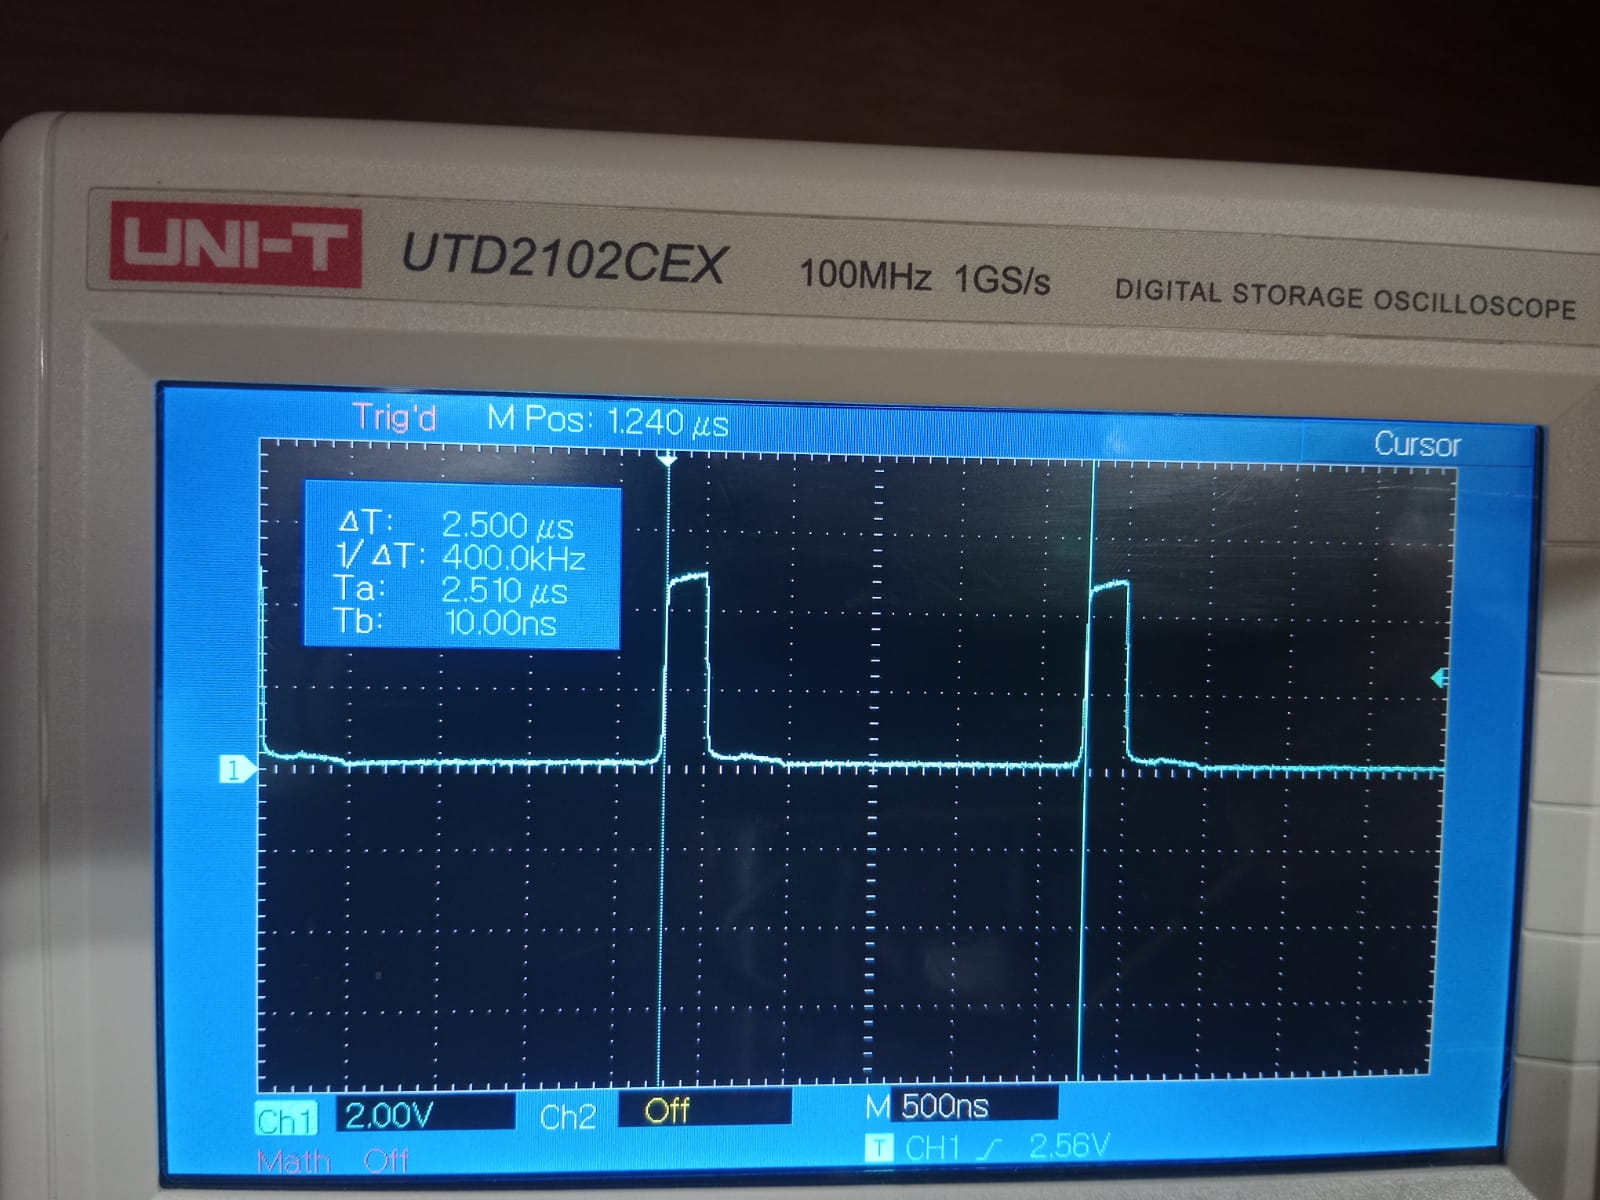 UNI-T UTD2102CEX 100MHz 1GS/s DIGITAL STORAGE OSCILLOSCOPE
Trig'd M Pos: 1.240 μs Cursor
ΔT: 2.500 μs
1/ΔT: 400.0kHz
Ta: 2.510 μs
Tb: 10.00ns
1
Ch1 2.00V Ch2 Off M 500ns
Math Off T CH1 2.56V